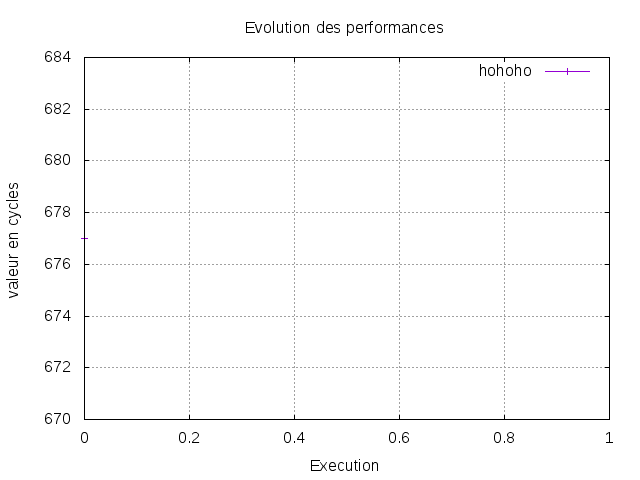 Evolution des performances
hohoho
684
682
680
678
676
674
672
670
valeur en cycles
0 0.2 0.4 0.6 0.8 1
Execution